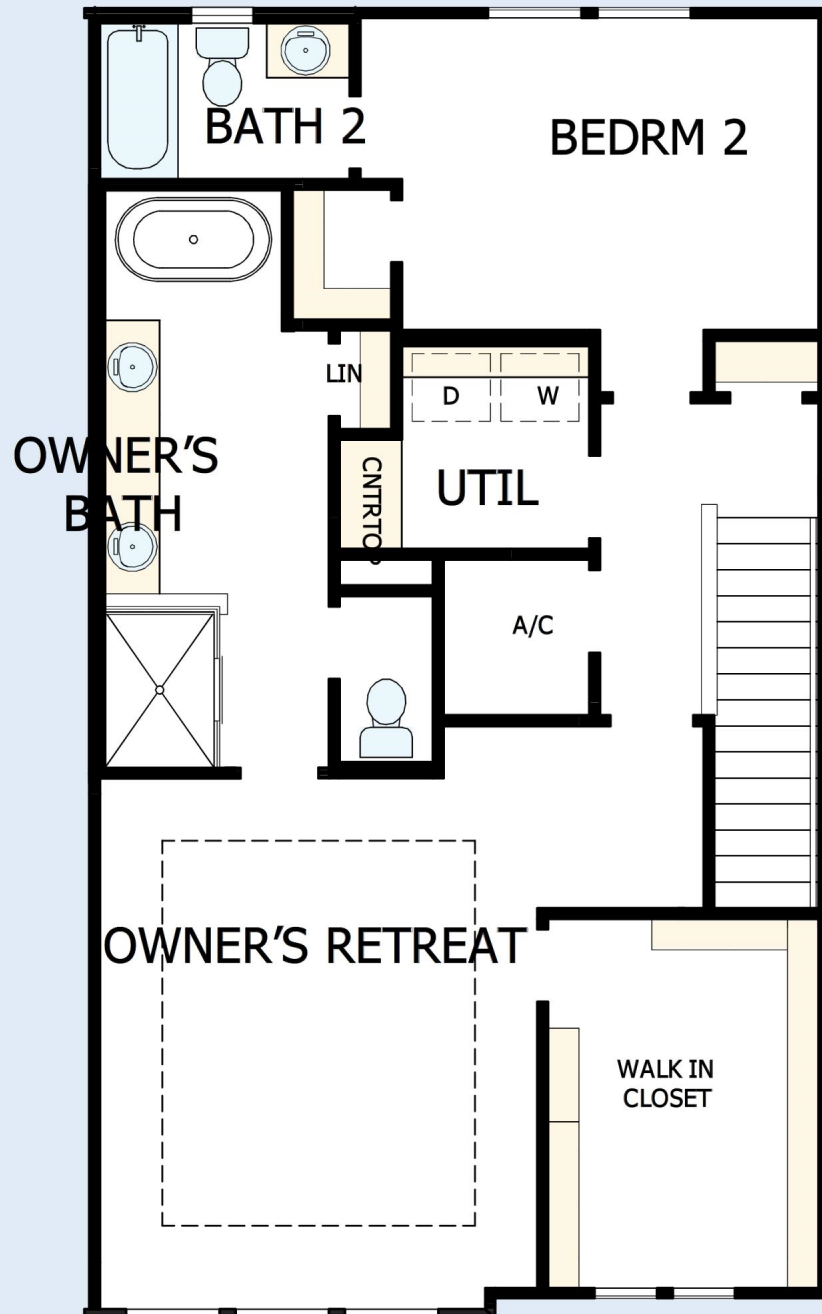 BATH 2
BEDRM 2
LIN
D
W
OWNER'S
BATH
CNTRTOP
UTIL
A/C
OWNER'S RETREAT
WALK IN
CLOSET